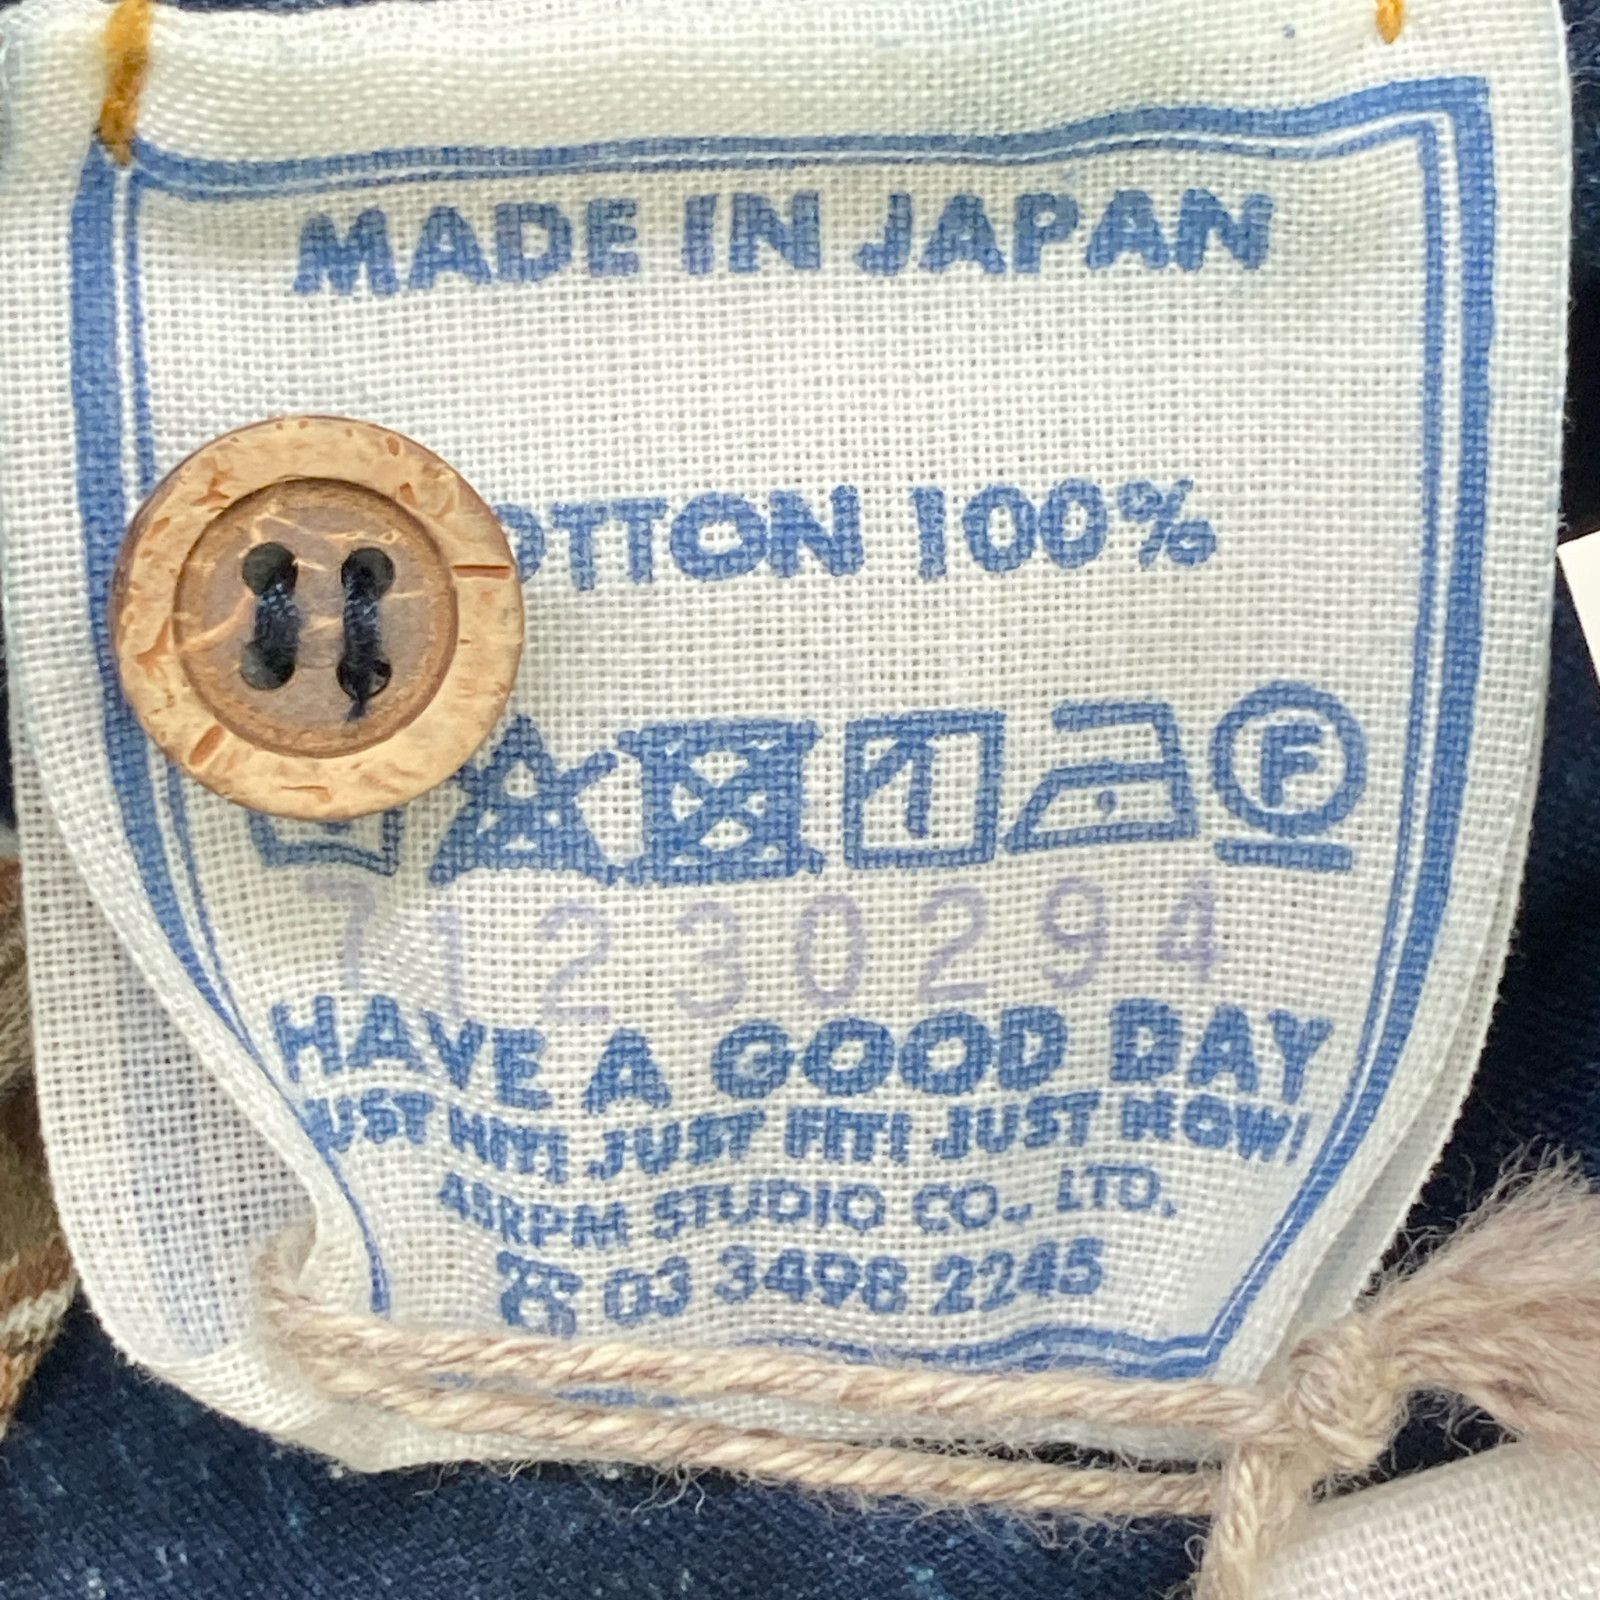 MADE IN JAPAN
OTTON 100%
F
71230294
HAVE A GOOD DAY
JUST HIT! JUST FIT! JUST NOW!
45RPM STUDIO CO., LTD.
☎ 03 3498 2245